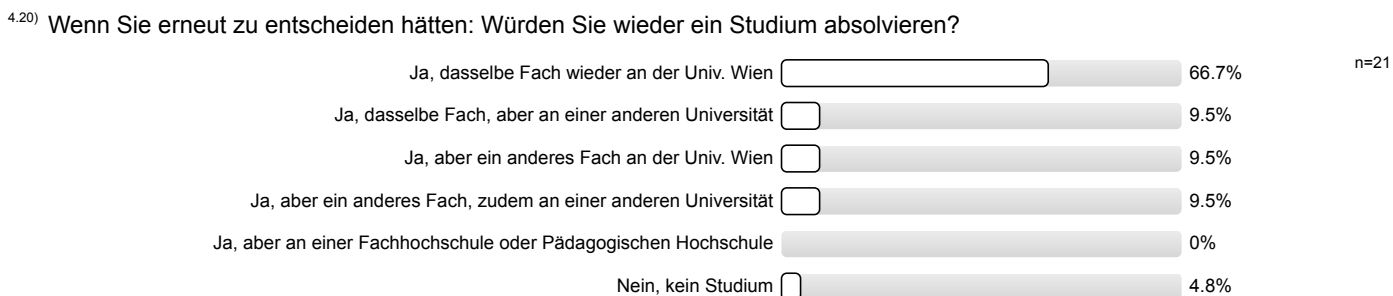 4.20) Wenn Sie erneut zu entscheiden hätten: Würden Sie wieder ein Studium absolvieren?
Ja, dasselbe Fach wieder an der Univ. Wien 66.7% n=21
Ja, dasselbe Fach, aber an einer anderen Universität 9.5%
Ja, aber ein anderes Fach an der Univ. Wien 9.5%
Ja, aber ein anderes Fach, zudem an einer anderen Universität 9.5%
Ja, aber an einer Fachhochschule oder Pädagogischen Hochschule 0%
Nein, kein Studium 4.8%